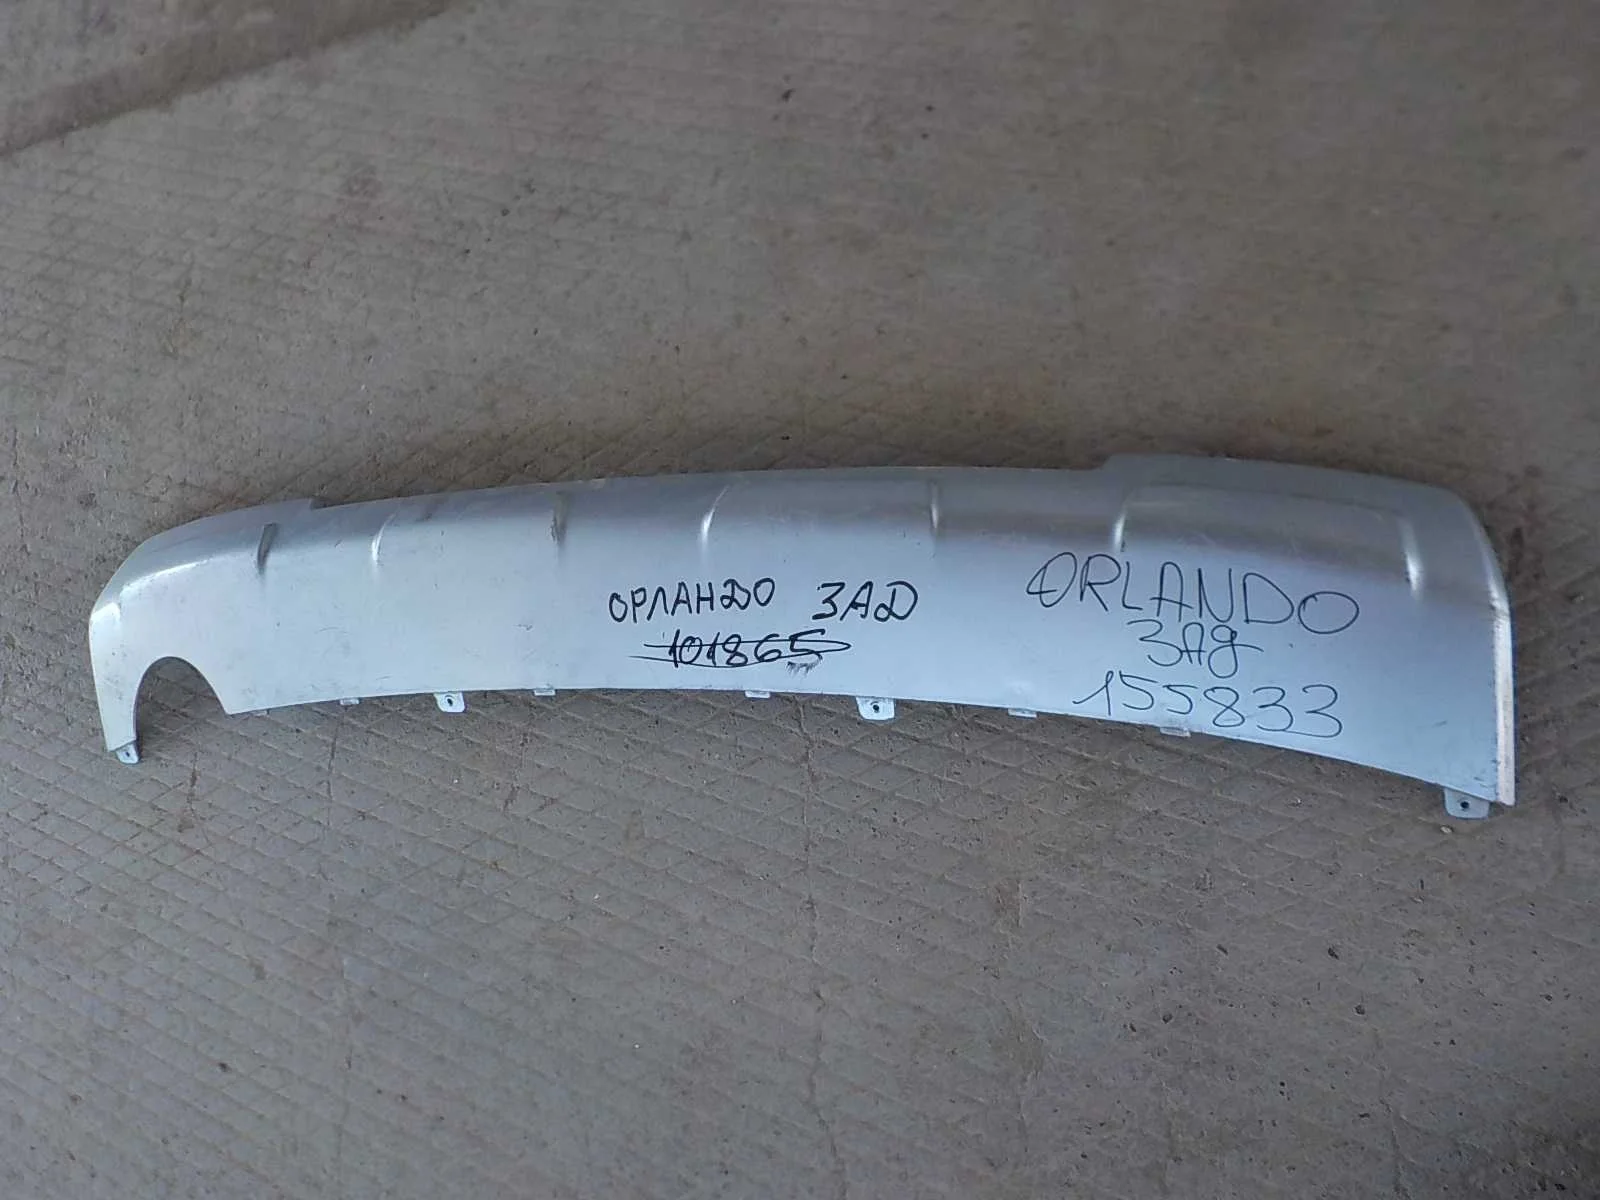 ОРЛАНДО ЗАД
101865
ORLANDO
ЗАД
155833